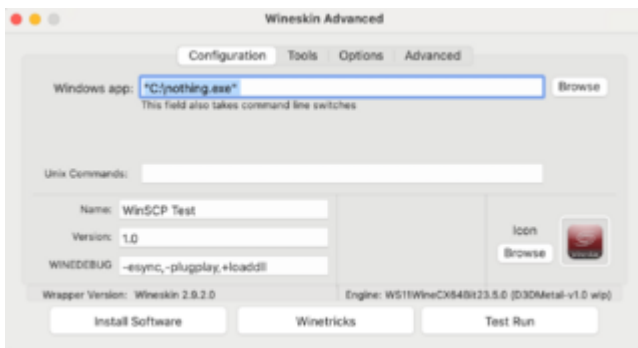 Wineskin Advanced
Configuration Tools Options Advanced
Windows app: "C:\nothing.exe" Browse
This field also takes command line switches
Unix Commands:
Name: WinSCP Test
Version: 1.0
Icon
Browse
WINEDEBUG -esync,-plugplay,+loaddll
Wrapper Version: Wineskin 2.9.2.0 Engine: WS11WineCX64Bit23.5.0 (D3DMetal-v1.0 wip)
Install Software Winetricks Test Run